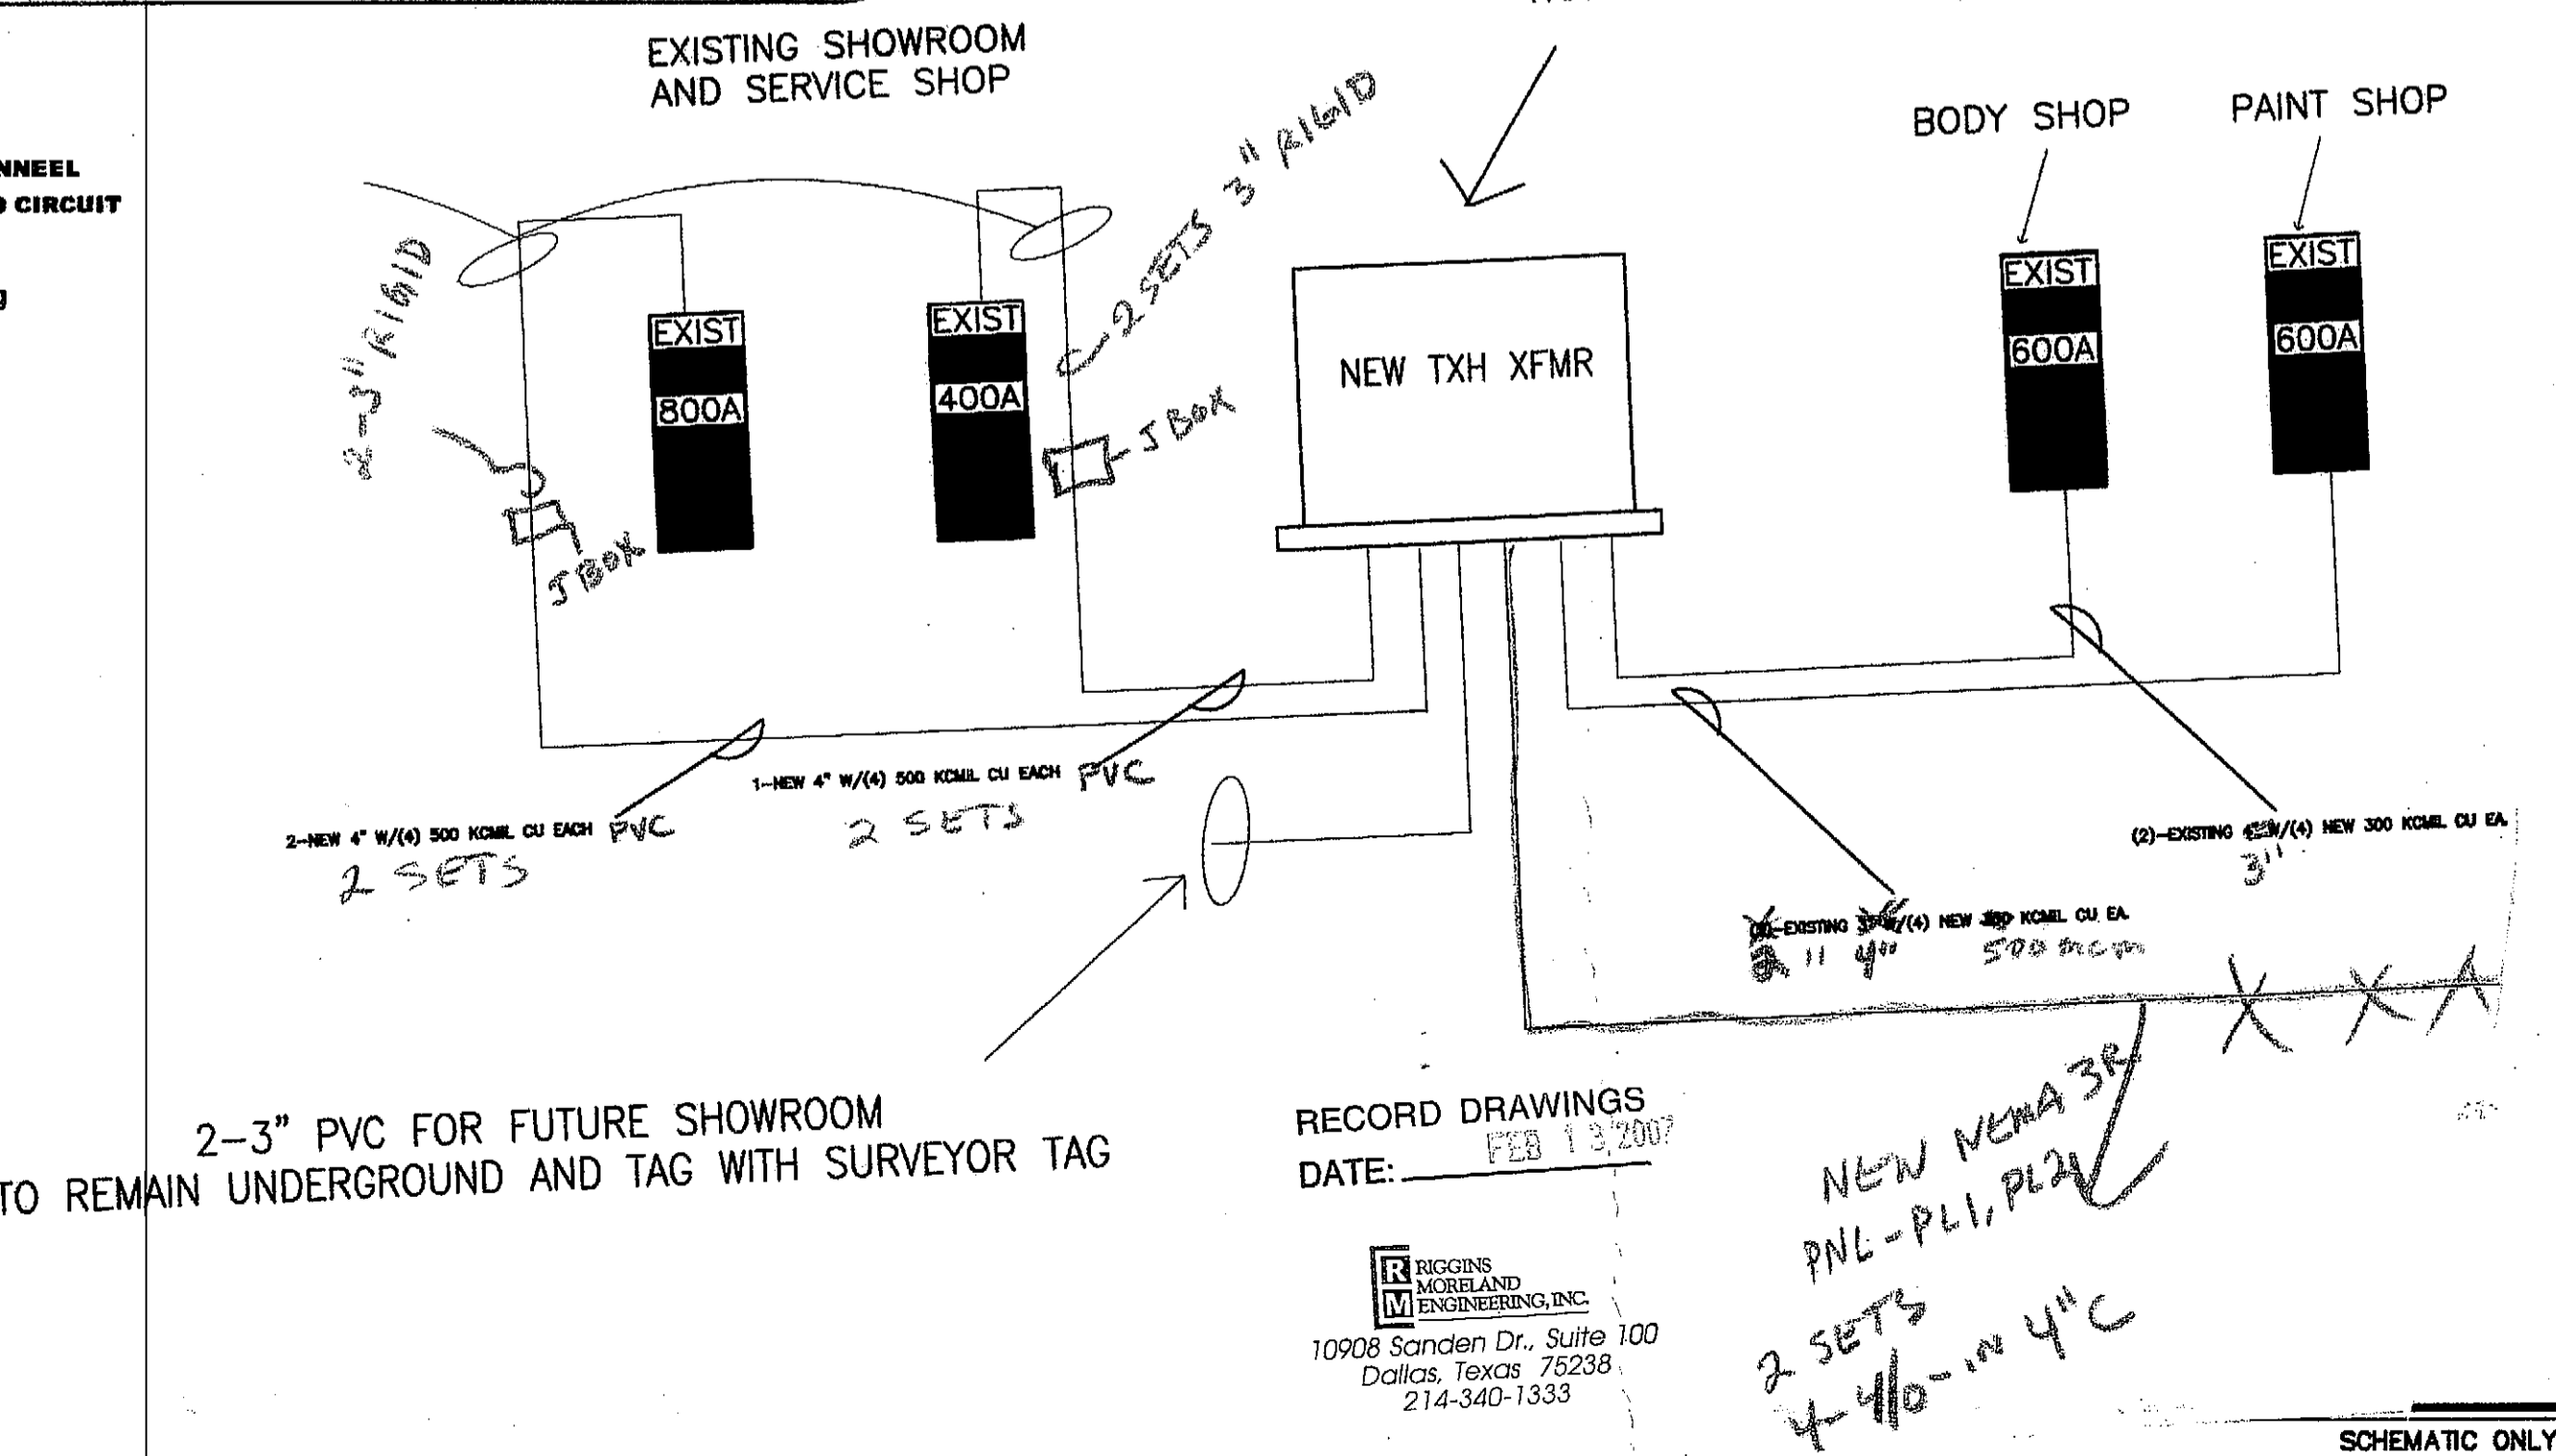 EXISTING SHOWROOM
AND SERVICE SHOP
BODY SHOP
PAINT SHOP
NNEEL
CIRCUIT
2-3" RIGID
2 SETS 3" RIGID
EXIST
800A
EXIST
400A
J BOX
J BOX
NEW TXH XFMR
EXIST
600A
EXIST
600A
1-NEW 4" W/(4) 500 KCMIL CU EACH PVC
2 SETS
2-NEW 4" W/(4) 500 KCMIL CU EACH PVC
2 SETS
(2)-EXISTING W/(4) NEW 300 KCMIL CU EA.
3"
-EXISTING /(4) NEW KCMIL CU EA.
2 " 4" 500 mcm
X X
2-3" PVC FOR FUTURE SHOWROOM
TO REMAIN UNDERGROUND AND TAG WITH SURVEYOR TAG
RECORD DRAWINGS
DATE: FEB 13 2007
R RIGGINS
MORELAND
M ENGINEERING, INC.
10908 Sanden Dr., Suite 100
Dallas, Texas 75238
214-340-1333
NEW NEMA 3R
PNL-PL1, PL2
2 SETS
4-4/0- IN 4"C
SCHEMATIC ONLY